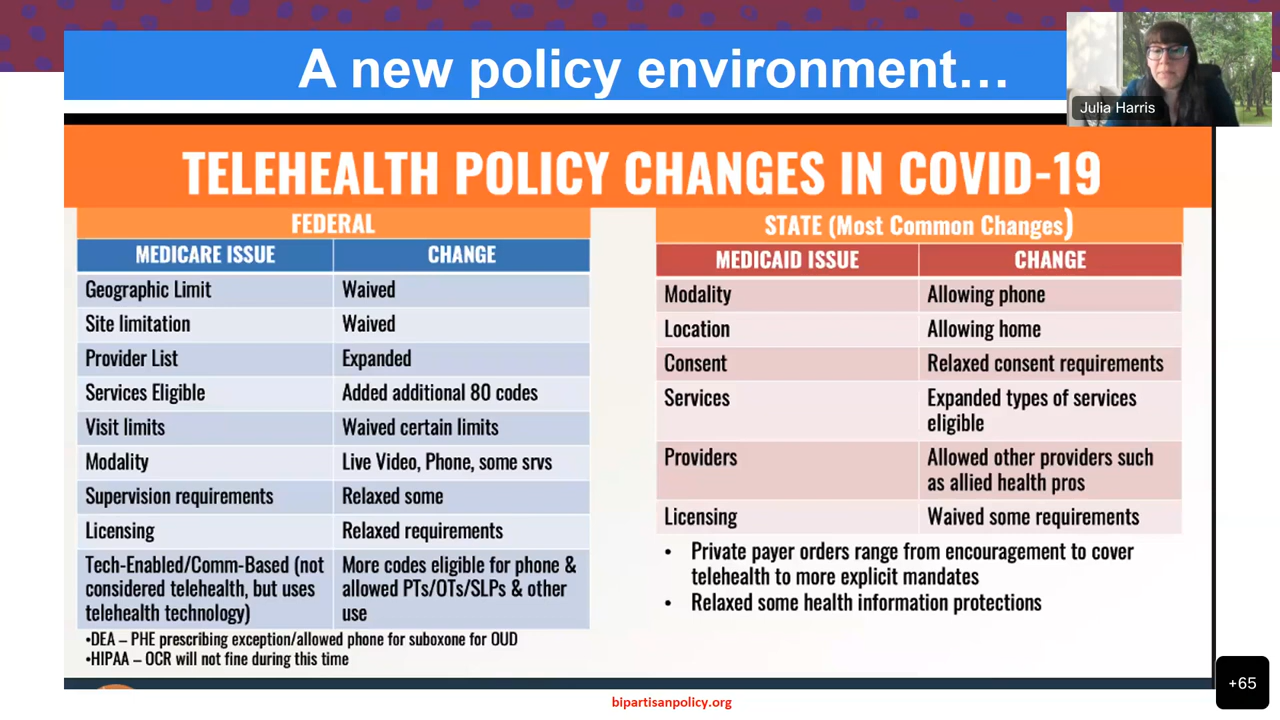 A new policy environment…
Julia Harris
TELEHEALTH POLICY CHANGES IN COVID-19
FEDERAL
MEDICARE ISSUE CHANGE
Geographic Limit Waived
Site limitation Waived
Provider List Expanded
Services Eligible Added additional 80 codes
Visit limits Waived certain limits
Modality Live Video, Phone, some srvs
Supervision requirements Relaxed some
Licensing Relaxed requirements
Tech-Enabled/Comm-Based (not More codes eligible for phone &
considered telehealth, but uses allowed PTs/OTs/SLPs & other
telehealth technology) use
•DEA – PHE prescribing exception/allowed phone for suboxone for OUD
•HIPAA – OCR will not fine during this time
STATE (Most Common Changes)
MEDICAID ISSUE CHANGE
Modality Allowing phone
Location Allowing home
Consent Relaxed consent requirements
Services Expanded types of services
eligible
Providers Allowed other providers such
as allied health pros
Licensing Waived some requirements
• Private payer orders range from encouragement to cover
telehealth to more explicit mandates
• Relaxed some health information protections
+65
bipartisanpolicy.org